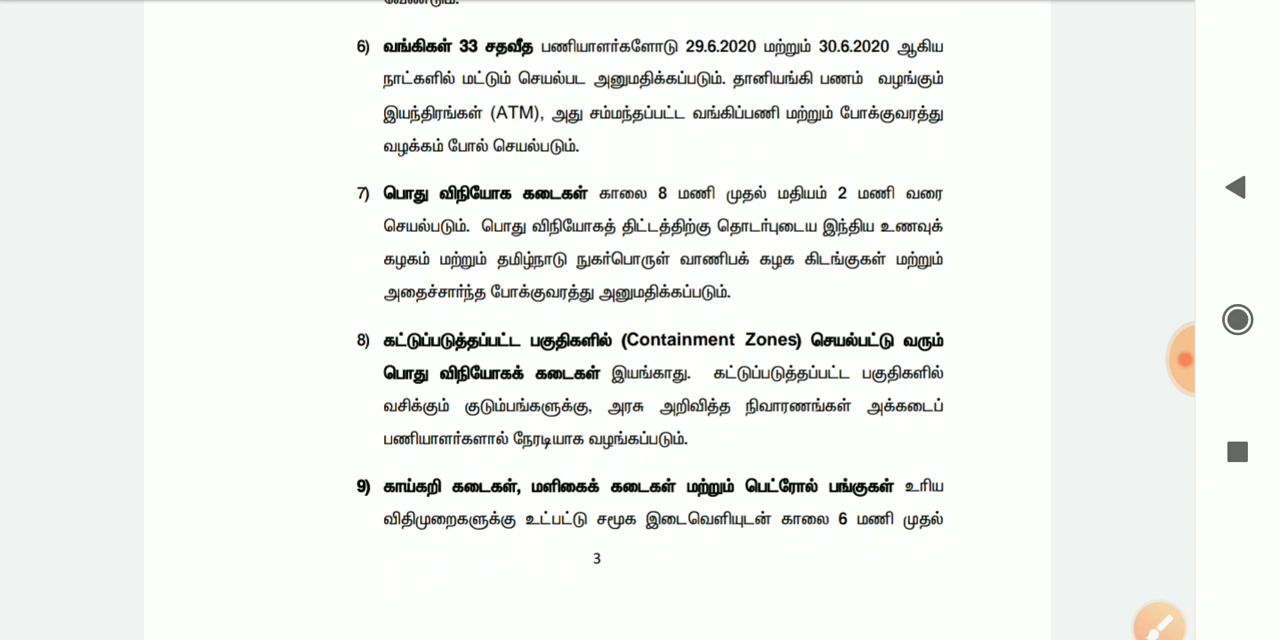 வேண்டும்.
6) வங்கிகள் 33 சதவீத பணியாளர்களோடு 29.6.2020 மற்றும் 30.6.2020 ஆகிய
நாட்களில் மட்டும் செயல்பட அனுமதிக்கப்படும். தானியங்கி பணம் வழங்கும்
இயந்திரங்கள் (ATM), அது சம்மந்தப்பட்ட வங்கிப்பணி மற்றும் போக்குவரத்து
வழக்கம் போல் செயல்படும்.
7) பொது விநியோக கடைகள் காலை 8 மணி முதல் மதியம் 2 மணி வரை
செயல்படும். பொது விநியோகத் திட்டத்திற்கு தொடர்புடைய இந்திய உணவுக்
கழகம் மற்றும் தமிழ்நாடு நுகர்பொருள் வாணிபக் கழக கிடங்குகள் மற்றும்
அதைச்சார்ந்த போக்குவரத்து அனுமதிக்கப்படும்.
8) கட்டுப்படுத்தப்பட்ட பகுதிகளில் (Containment Zones) செயல்பட்டு வரும்
பொது விநியோகக் கடைகள் இயங்காது. கட்டுப்படுத்தப்பட்ட பகுதிகளில்
வசிக்கும் குடும்பங்களுக்கு, அரசு அறிவித்த நிவாரணங்கள் அக்கடைப்
பணியாளர்களால் நேரடியாக வழங்கப்படும்.
9) காய்கறி கடைகள், மளிகைக் கடைகள் மற்றும் பெட்ரோல் பங்குகள் உரிய
விதிமுறைகளுக்கு உட்பட்டு சமூக இடைவெளியுடன் காலை 6 மணி முதல்
3